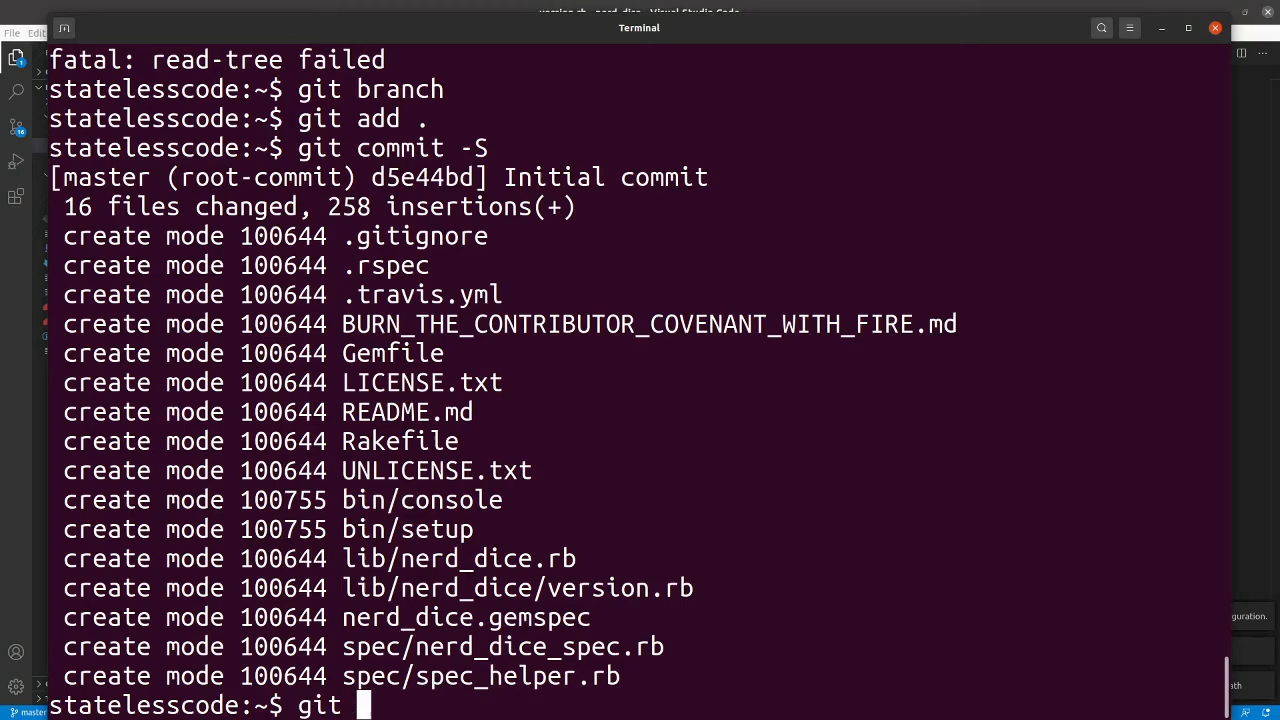 Terminal
File Edi
fatal: read-tree failed
statelesscode:~$ git branch
statelesscode:~$ git add .
statelesscode:~$ git commit -S
[master (root-commit) d5e44bd] Initial commit
16 files changed, 258 insertions(+)
create mode 100644 .gitignore
create mode 100644 .rspec
create mode 100644 .travis.yml
create mode 100644 BURN_THE_CONTRIBUTOR_COVENANT_WITH_FIRE.md
create mode 100644 Gemfile
create mode 100644 LICENSE.txt
create mode 100644 README.md
create mode 100644 Rakefile
create mode 100644 UNLICENSE.txt
create mode 100755 bin/console
create mode 100755 bin/setup
create mode 100644 lib/nerd_dice.rb
create mode 100644 lib/nerd_dice/version.rb
guration.
create mode 100644 nerd_dice.gemspec
create mode 100644 spec/nerd_dice_spec.rb
create mode 100644 spec/spec_helper.rb
ath
statelesscode:~$ git
master